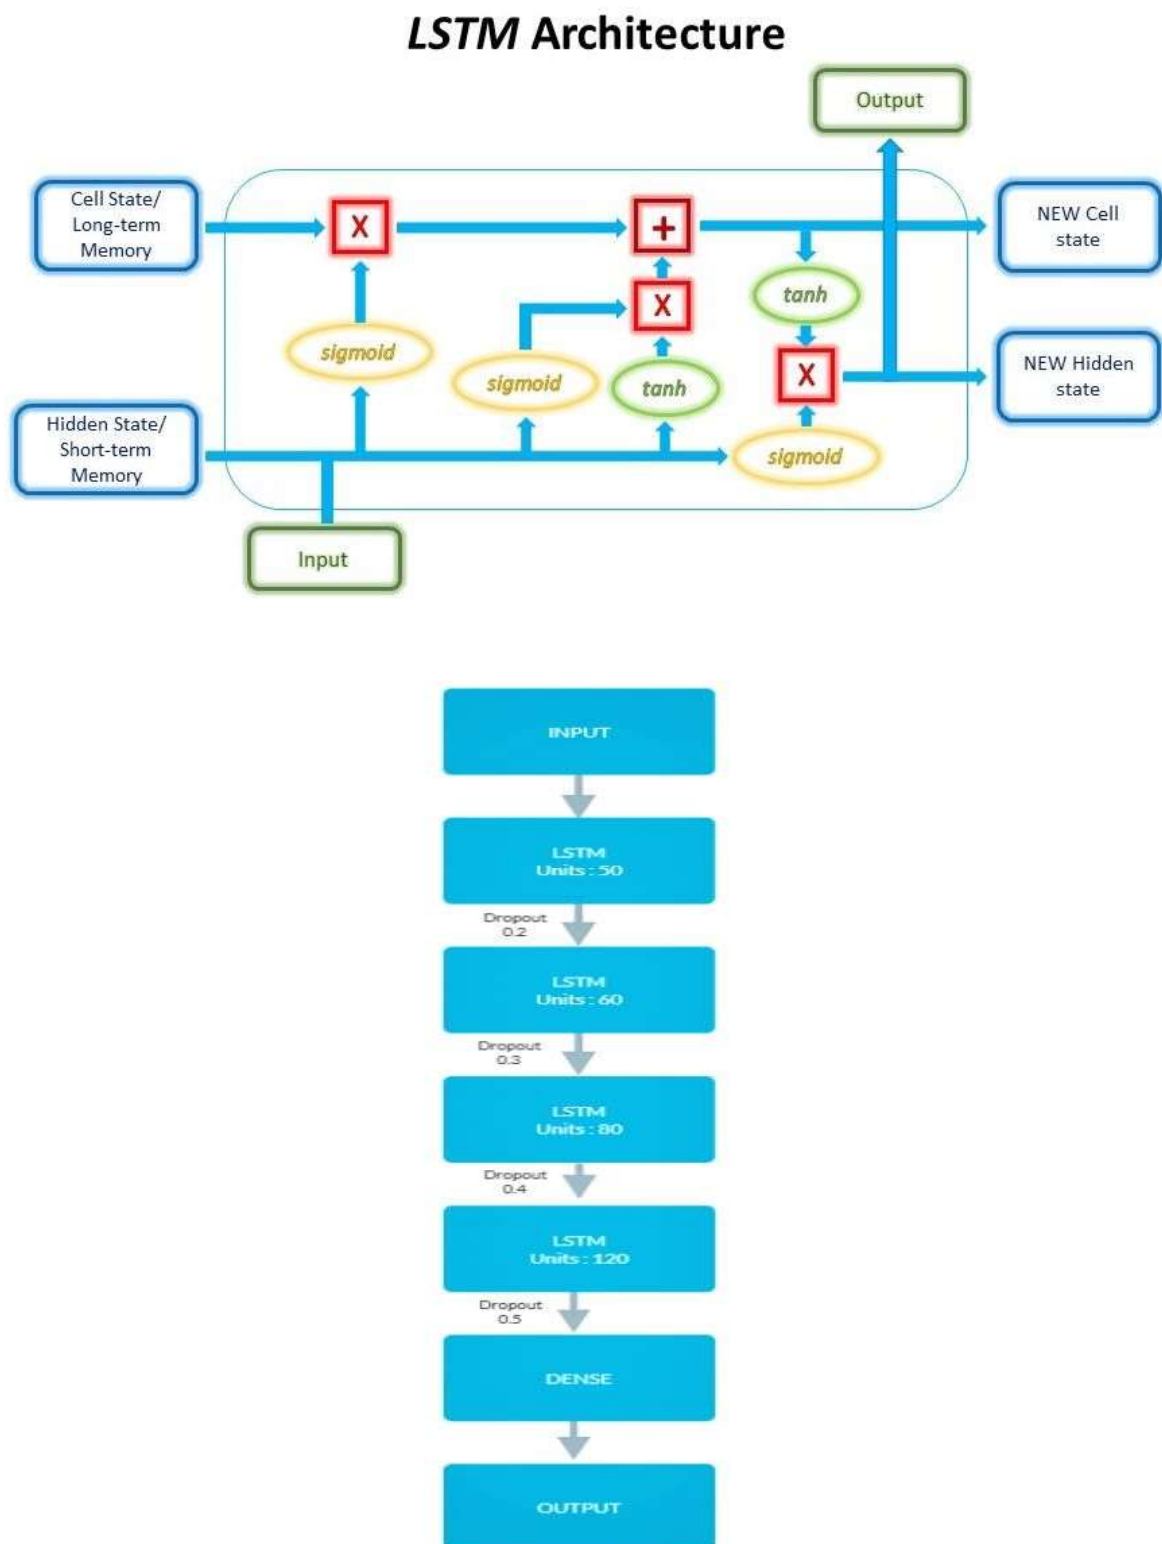 LSTM Architecture
Output
Cell State/
Long-term
Memory
X
+
NEW Cell
state
tanh
X
sigmoid
sigmoid
tanh
X
NEW Hidden
state
Hidden State/
Short-term
Memory
sigmoid
Input
INPUT
LSTM
Units : 50
Dropout
0.2
LSTM
Units : 60
Dropout
0.3
LSTM
Units : 80
Dropout
0.4
LSTM
Units : 120
Dropout
0.5
DENSE
OUTPUT